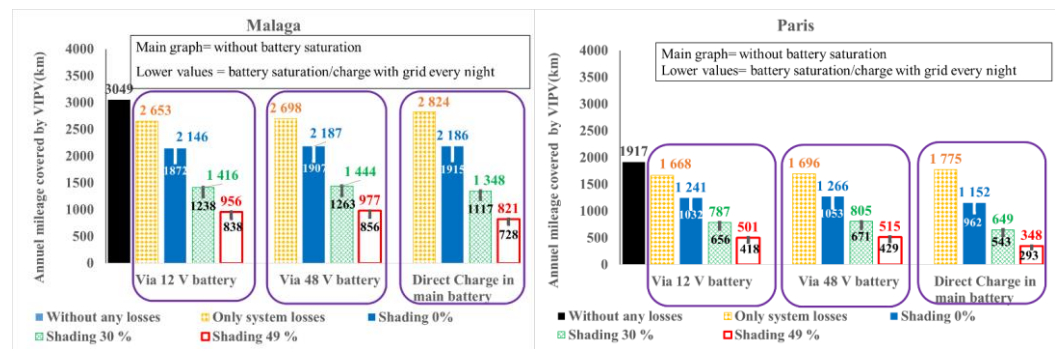 Malaga
Main graph= without battery saturation
Lower values = battery saturation/charge with grid every night
Annuel mileage covered by VIPV(km)
4000
3500
3000
2500
2000
1500
1000
500
0
3049
2 653
2 146
1872
1 416
1238
956
838
2 698
2 187
1907
1 444
1263
977
856
2 824
2 186
1915
1 348
1117
821
728
Via 12 V battery
Via 48 V battery
Direct Charge in
main battery
Without any losses
Only system losses
Shading 0%
Shading 30 %
Shading 49 %
Paris
Main graph= without battery saturation
Lower values= battery saturation/charge with grid every night
Annuel mileage covered by VIPV(km)
4000
3500
3000
2500
2000
1500
1000
500
0
1917
1 668
1 241
1032
787
656
501
418
1 696
1 266
1053
805
671
515
429
1 775
1 152
962
649
543
348
293
Via 12 V battery
Via 48 V battery
Direct Charge in
main battery
Without any losses
Only system losses
Shading 0%
Shading 30 %
Shading 49 %